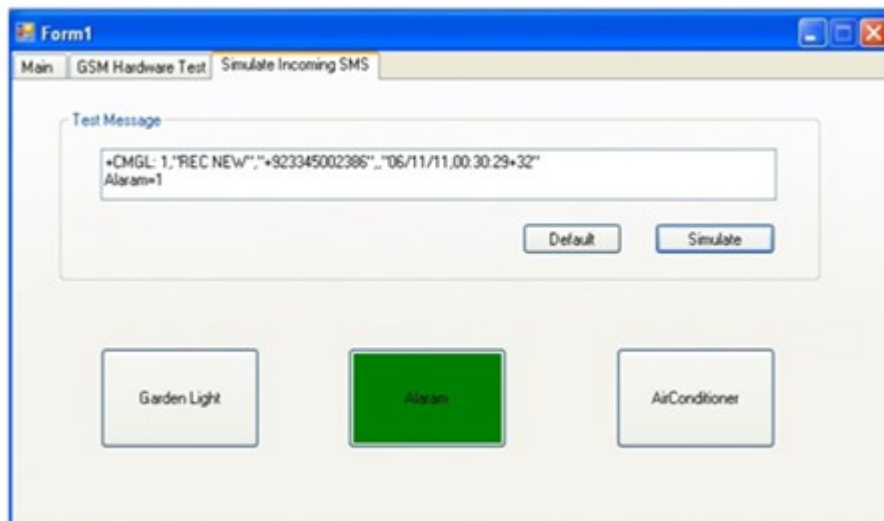 Form1
Main GSM Hardware Test Simulate Incoming SMS
Test Message
+CMGL: 1,"REC NEW","+923345002386",,"06/11/11,00:30:29+32"
Alaram=1
Default Simulate
Garden Light Alaram AirConditioner